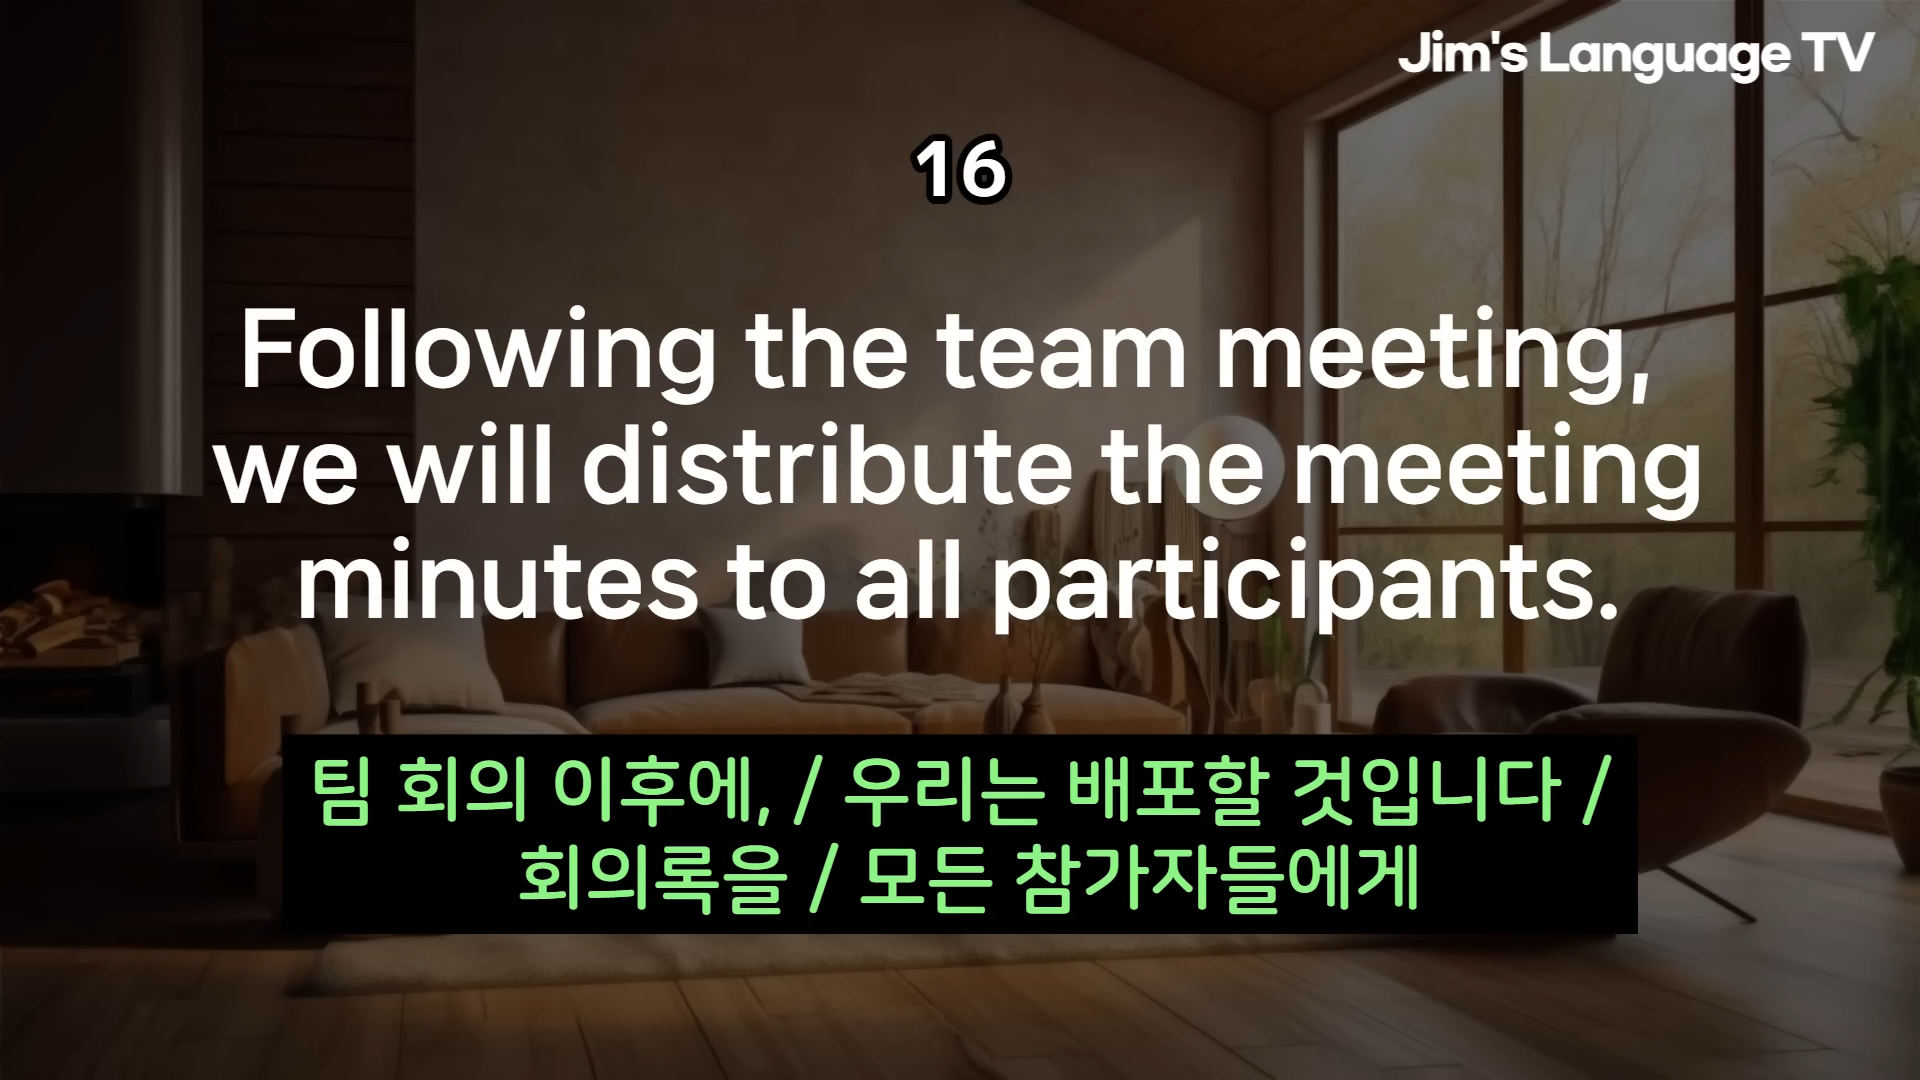 Jim's Language TV
16
Following the team meeting,
we will distribute the meeting
minutes to all participants.
팀 회의 이후에, / 우리는 배포할 것입니다 /
회의록을 / 모든 참가자들에게